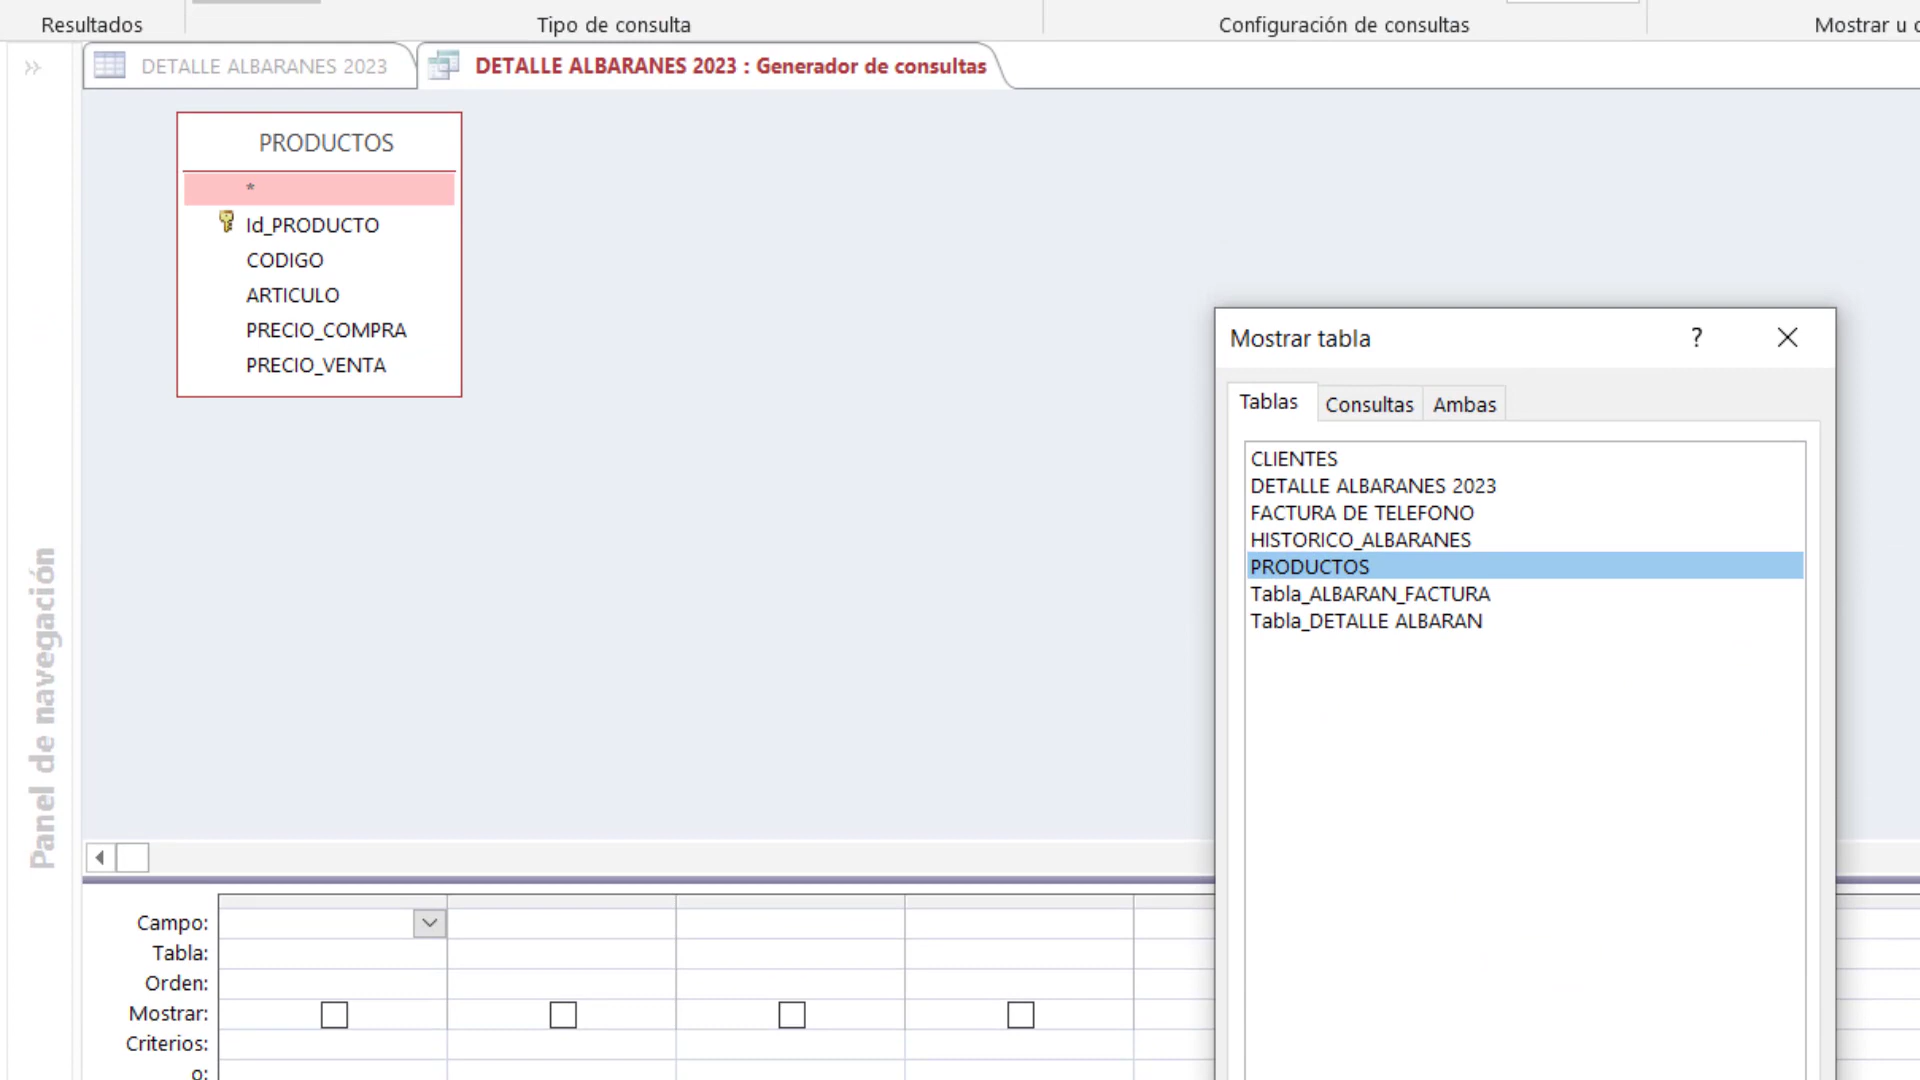 Resultados
Tipo de consulta
Configuración de consultas
Mostrar u
DETALLE ALBARANES 2023
DETALLE ALBARANES 2023 : Generador de consultas
Panel de navegación
PRODUCTOS
*
Id_PRODUCTO
CODIGO
ARTICULO
PRECIO_COMPRA
PRECIO_VENTA
Mostrar tabla
?
Tablas
Consultas
Ambas
CLIENTES
DETALLE ALBARANES 2023
FACTURA DE TELEFONO
HISTORICO_ALBARANES
PRODUCTOS
Tabla_ALBARAN_FACTURA
Tabla_DETALLE ALBARAN
Campo:
Tabla:
Orden:
Mostrar:
Criterios:
o: